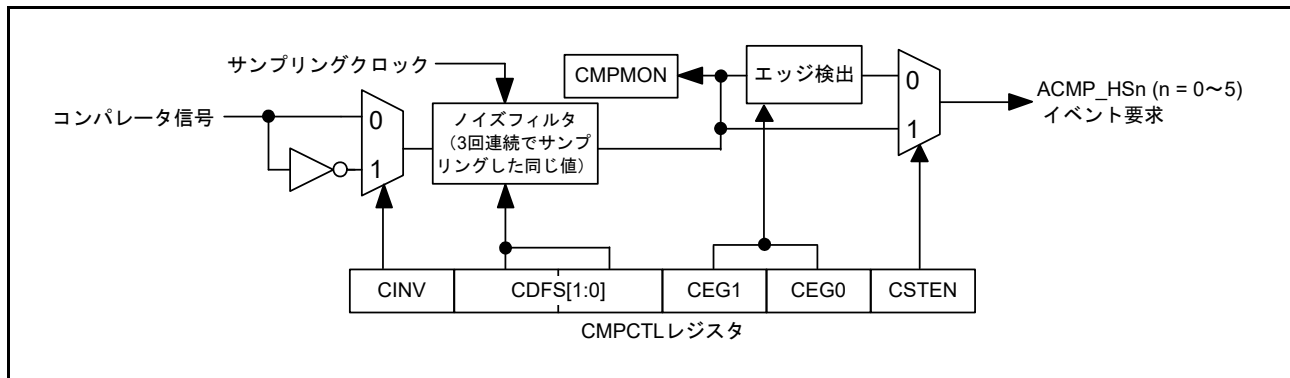 サンプリングクロック
CMPMON
エッジ検出
0
1
ACMP_HSn (n = 0～5)
イベント要求
コンパレータ信号
0
1
ノイズフィルタ
（3回連続でサンプ
リングした同じ値）
CINV
CDFS[1:0]
CEG1
CEG0
CSTEN
CMPCTLレジスタ